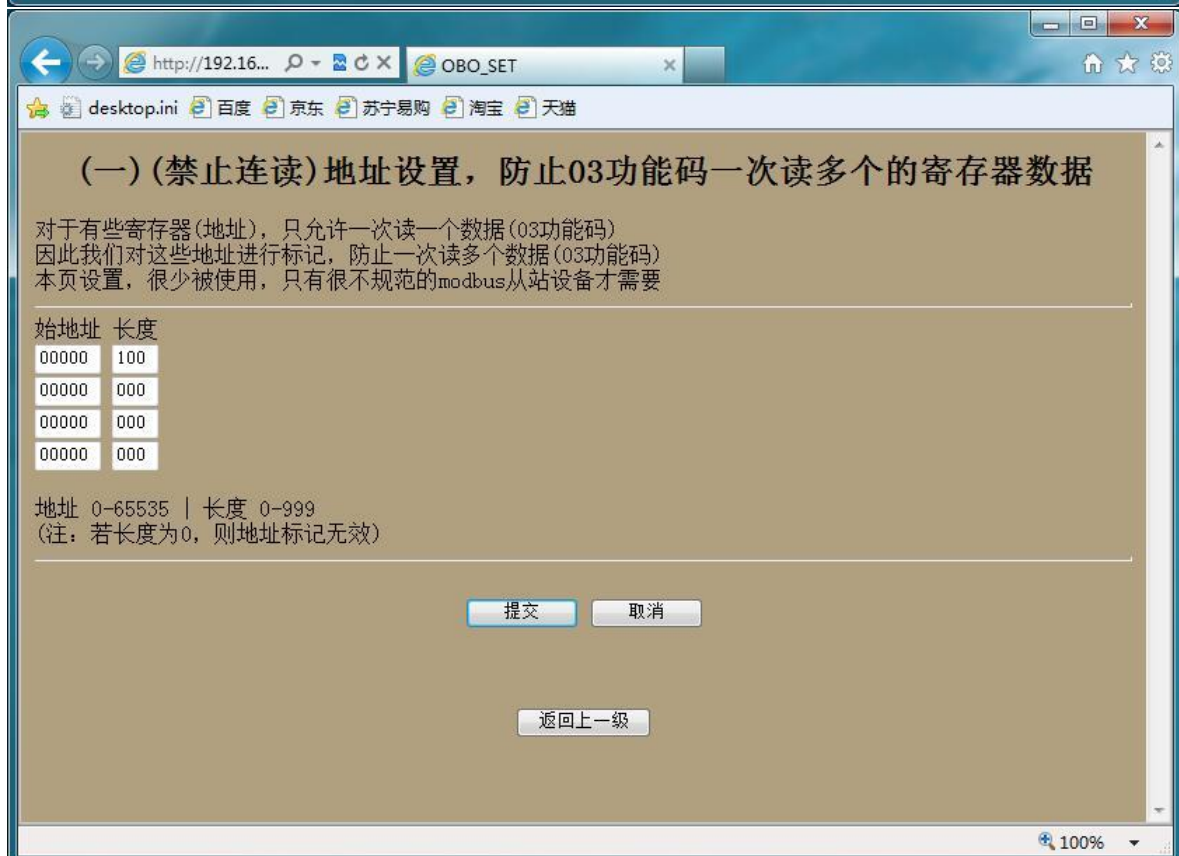 http://192.16...
OBO_SET
desktop.ini 百度 京东 苏宁易购 淘宝 天猫
(一)(禁止连读)地址设置，防止03功能码一次读多个的寄存器数据
对于有些寄存器(地址)，只允许一次读一个数据(03功能码)
因此我们对这些地址进行标记，防止一次读多个数据(03功能码)
本页设置，很少被使用，只有很不规范的modbus从站设备才需要
始地址 长度
00000 100
00000 000
00000 000
00000 000
地址 0-65535 | 长度 0-999
(注：若长度为0，则地址标记无效)
提交 取消
返回上一级
100%